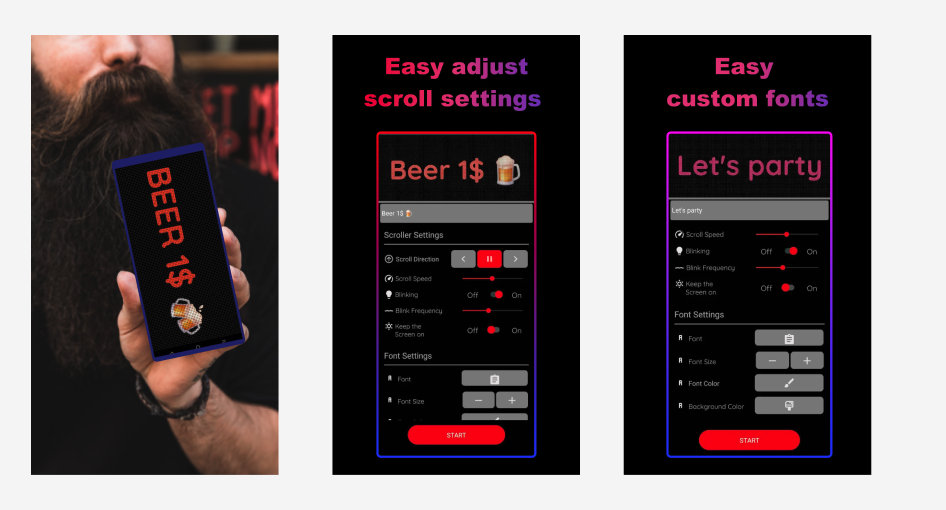 BEER 1$
Easy adjust
scroll settings
Beer 1$
Beer 1$
Scroller Settings
Scroll Direction
Scroll Speed
Blinking Off On
Blink Frequency
Keep the
Screen on Off On
Font Settings
Font
Font Size
START
Easy
custom fonts
Let's party
Let's party
Scroll Speed
Blinking Off On
Blink Frequency
Keep the
Screen on Off On
Font Settings
Font
Font Size
Font Color
Background Color
START